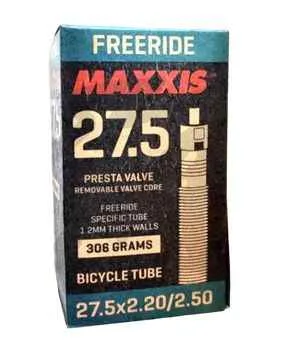 FREERIDE
MAXXIS
27.5
PRESTA VALVE
REMOVABLE VALVE CORE
FREERIDE
SPECIFIC TUBE
1.2MM THICK WALLS
306 GRAMS
BICYCLE TUBE
27.5x2.20/2.50